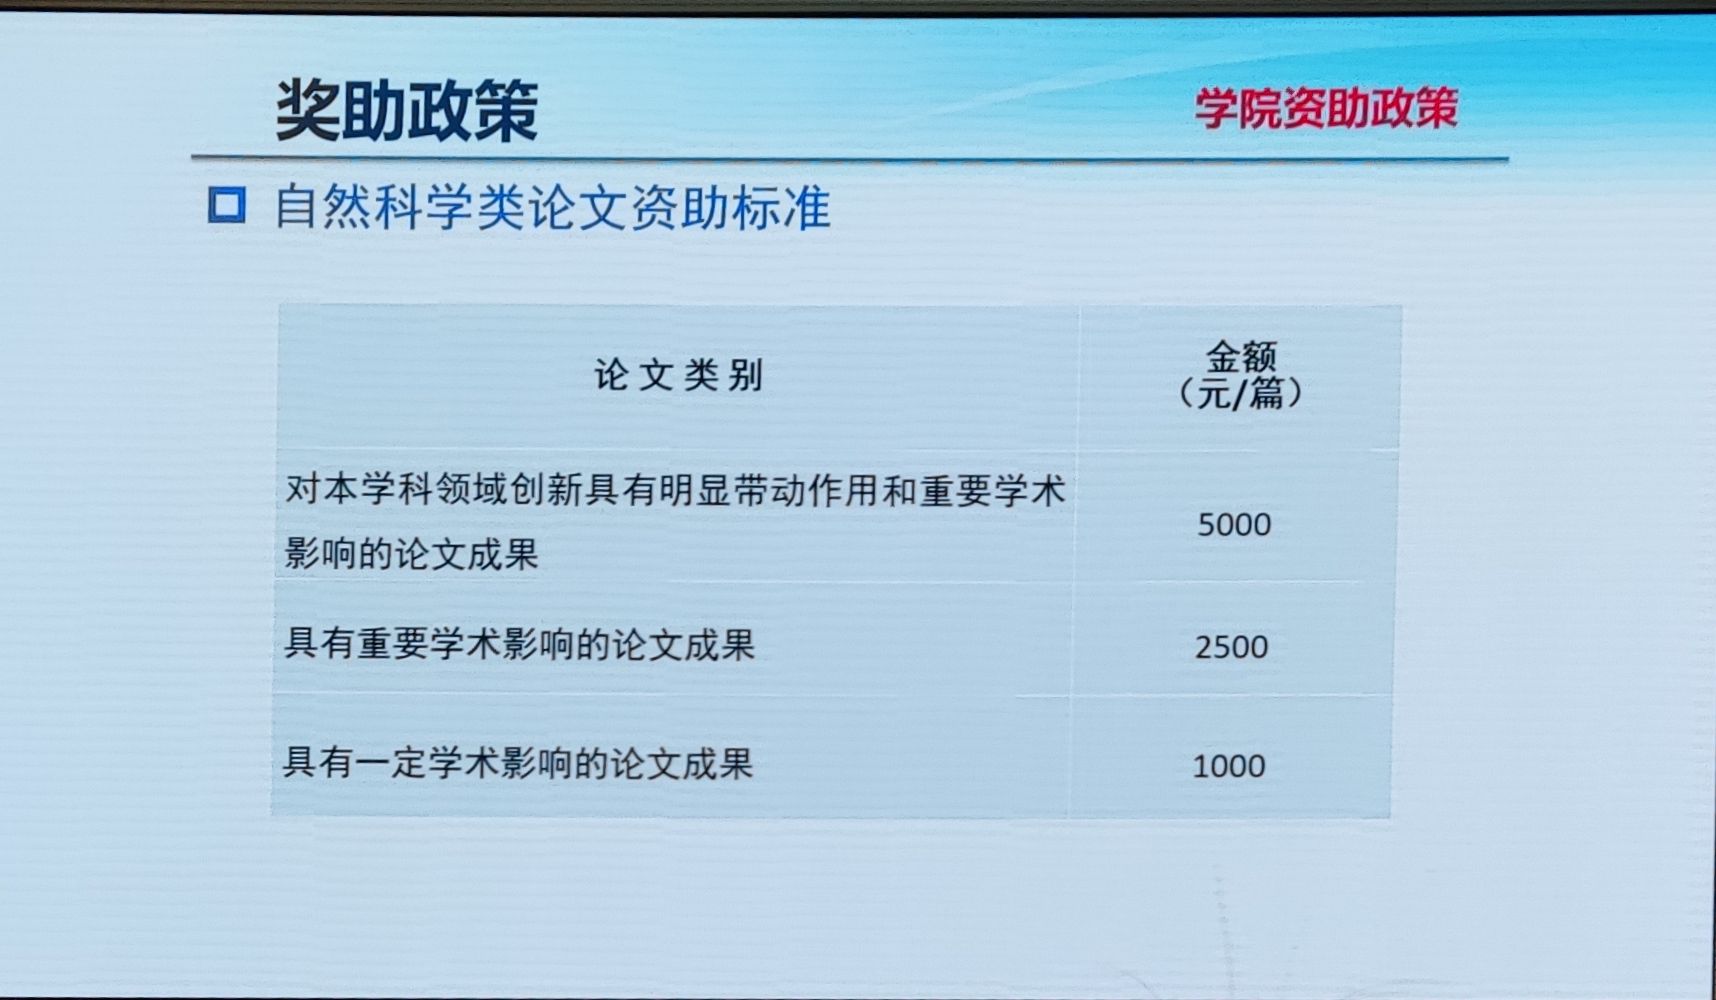 奖助政策
学院资助政策
自然科学类论文资助标准
论文类别
金额
（元/篇）
对本学科领域创新具有明显带动作用和重要学术
影响的论文成果
5000
具有重要学术影响的论文成果
2500
具有一定学术影响的论文成果
1000